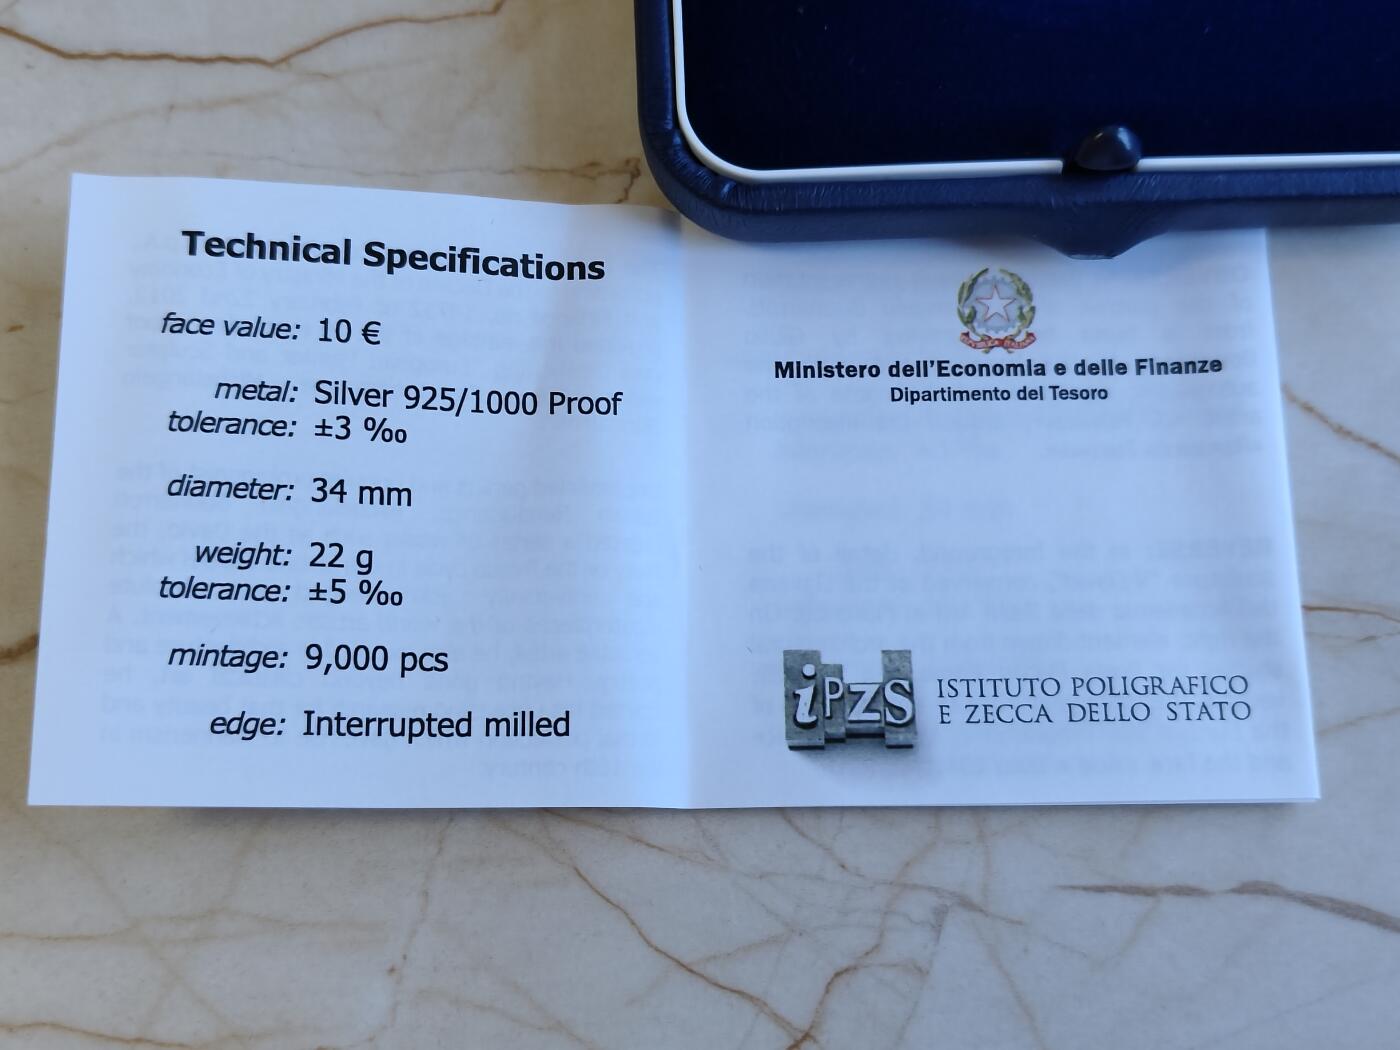 Technical Specifications
face value: 10 €
metal: Silver 925/1000 Proof
tolerance: ±3 ‰
diameter: 34 mm
weight: 22 g
tolerance: ±5 ‰
mintage: 9,000 pcs
edge: Interrupted milled
Ministero dell'Economia e delle Finanze
Dipartimento del Tesoro
iPZS
ISTITUTO POLIGRAFICO
E ZECCA DELLO STATO